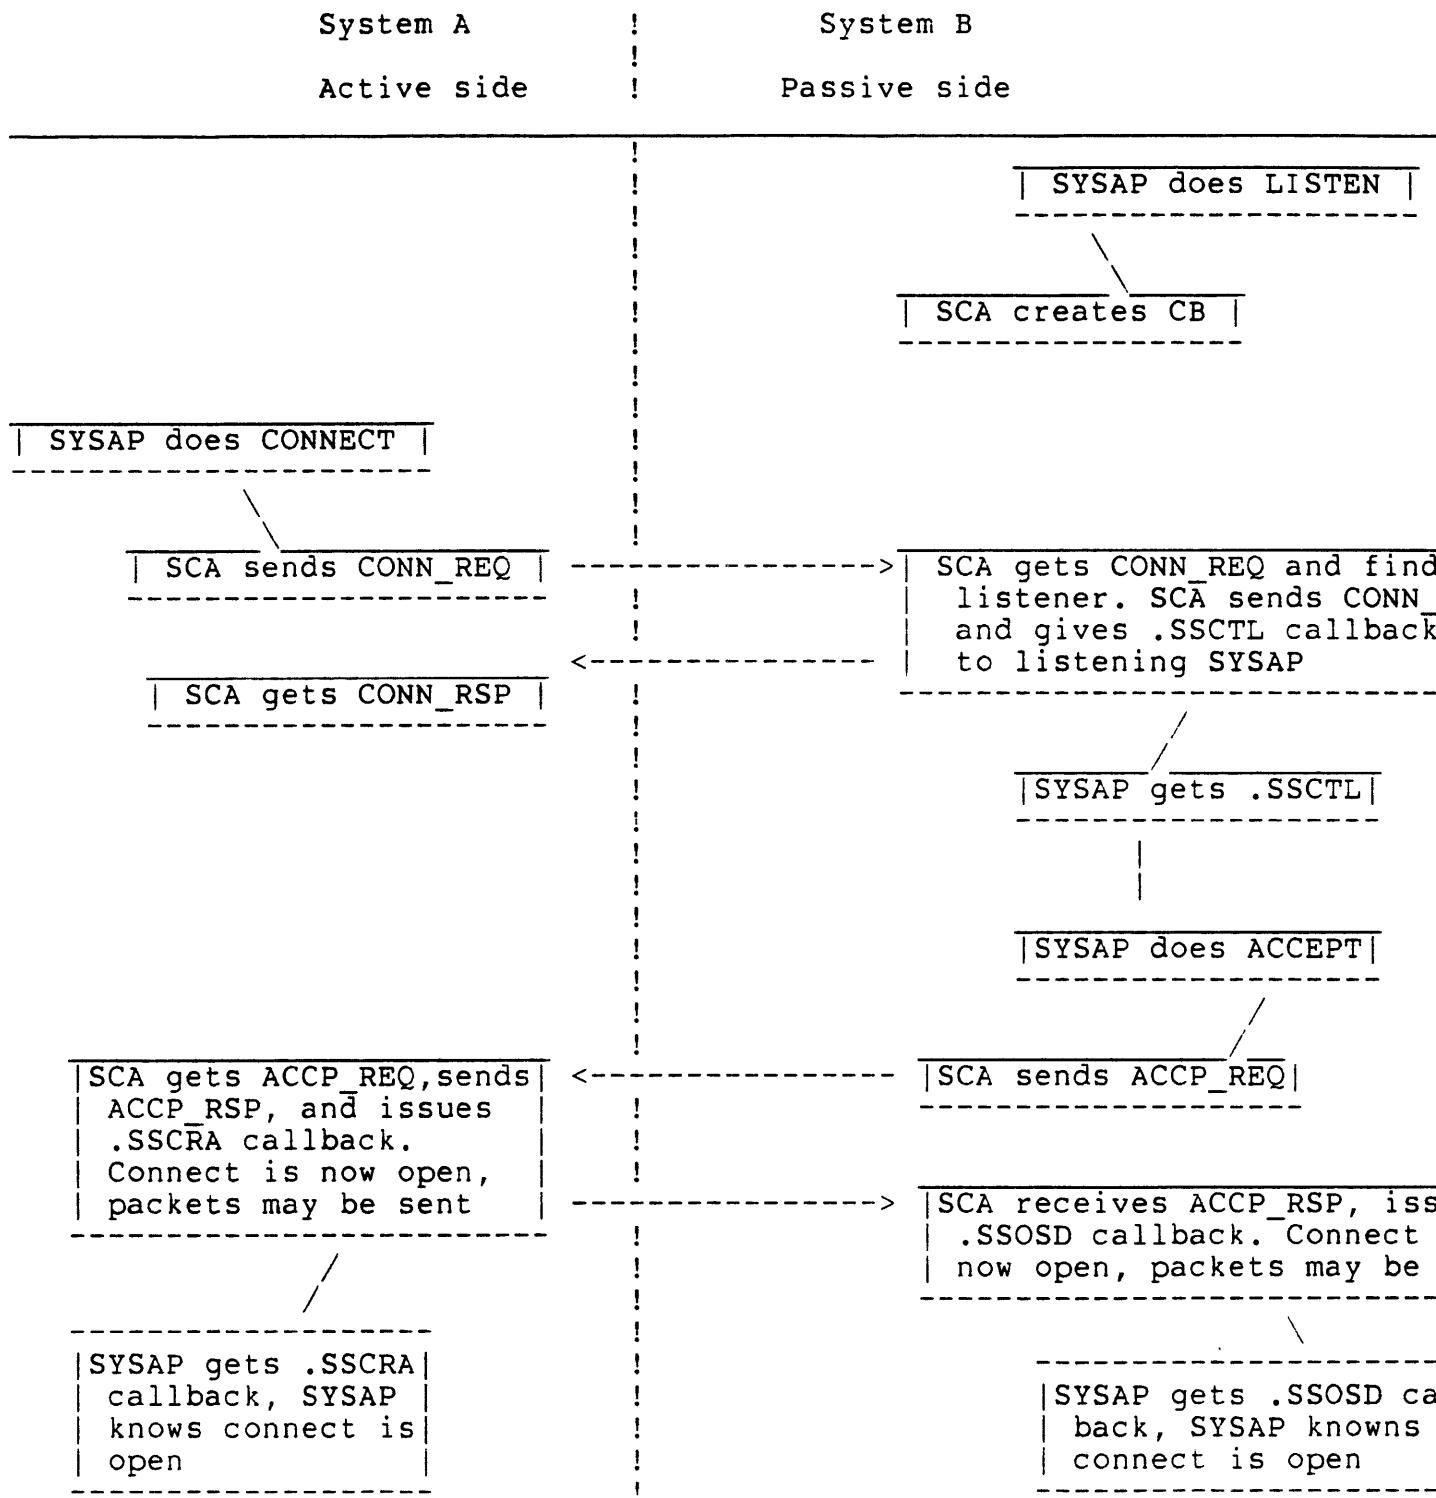 System A ! System B
Active side ! Passive side
| SYSAP does LISTEN |
| SCA creates CB |
| SYSAP does CONNECT |
| SCA sends CONN_REQ | -------------->| SCA gets CONN_REQ and find
listener. SCA sends CONN_
and gives .SSCTL callback
<------------- | to listening SYSAP
| SCA gets CONN_RSP |
|SYSAP gets .SSCTL|
|SYSAP does ACCEPT|
|SCA gets ACCP_REQ,sends| <-------------- |SCA sends ACCP_REQ|
| ACCP_RSP, and issues |
| .SSCRA callback. |
| Connect is now open, |
| packets may be sent | --------------> |SCA receives ACCP_RSP, iss
| .SSOSD callback. Connect
| now open, packets may be
|SYSAP gets .SSCRA|
| callback, SYSAP |
| knows connect is|
| open |
|SYSAP gets .SSOSD ca
| back, SYSAP knowns
| connect is open